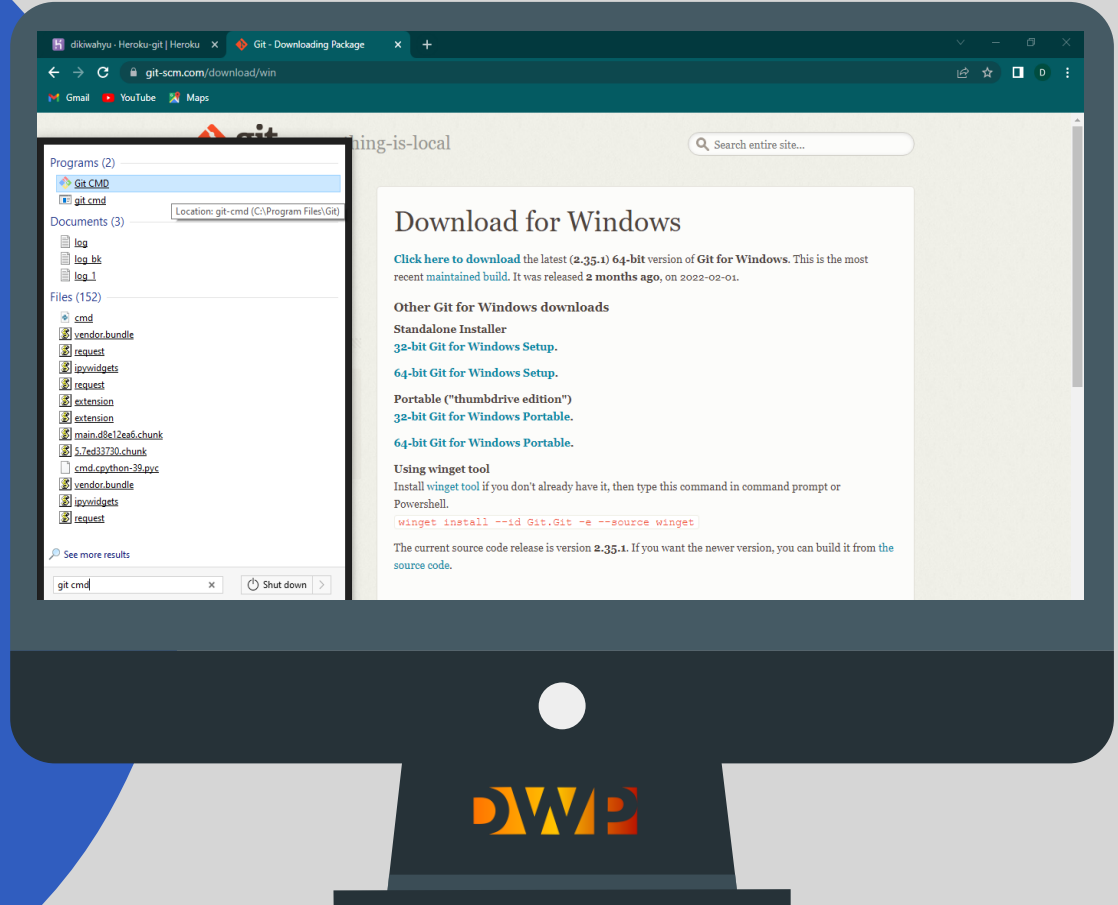 dikiwahyu · Heroku-git | Heroku
Git - Downloading Package
git-scm.com/download/win
D
Gmail
YouTube
Maps
git
hing-is-local
Search entire site...
Programs (2)
Git CMD
git cmd
Location: git-cmd (C:\Program Files\Git)
Documents (3)
log
log_bk
log_1
Files (152)
cmd
vendor.bundle
request
ipywidgets
request
extension
extension
main.d8e12ea6.chunk
5.7ed33730.chunk
cmd.cpython-39.pyc
vendor.bundle
ipywidgets
request
See more results
git cmd
Shut down
Download for Windows
Click here to download the latest (2.35.1) 64-bit version of Git for Windows. This is the most
recent maintained build. It was released 2 months ago, on 2022-02-01.
Other Git for Windows downloads
Standalone Installer
32-bit Git for Windows Setup.
64-bit Git for Windows Setup.
Portable ("thumbdrive edition")
32-bit Git for Windows Portable.
64-bit Git for Windows Portable.
Using winget tool
Install winget tool if you don't already have it, then type this command in command prompt or
Powershell.
winget install --id Git.Git -e --source winget
The current source code release is version 2.35.1. If you want the newer version, you can build it from the
source code.
DWP